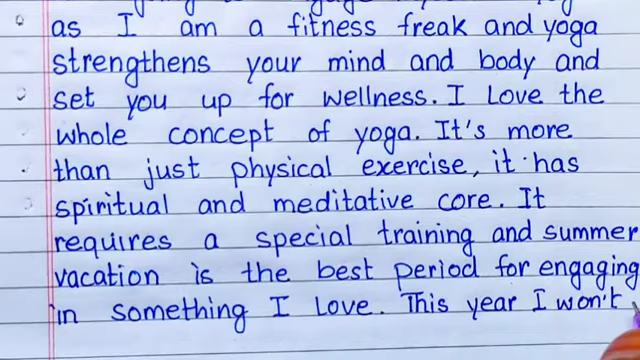 as I am a fitness freak and yoga
strengthens your mind and body and
set you up for wellness. I Love the
whole concept of yoga. It's more
than just physical exercise, it has
spiritual and meditative core. It
requires a special training and summer
vacation is the best period for engaging
in something I Love. This year I won't